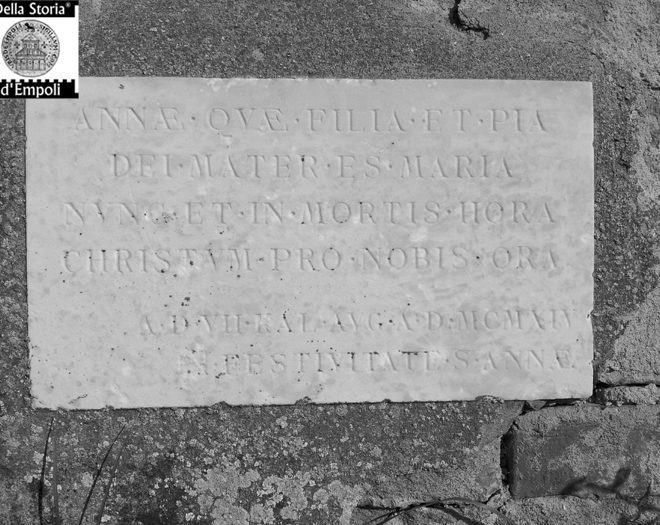 Della Storia®
d'Empoli
ANNÆ·QVÆ·FILIA·ET·PIA
DEI·MATER·ES·MARIA
NVNC·ET·IN·MORTIS·HORA
CHRISTVM·PRO·NOBIS·ORA
A·D·VII·KAL·AVG·A·D·MCMXIV
IN·FESTIVITATE·S·ANNÆ